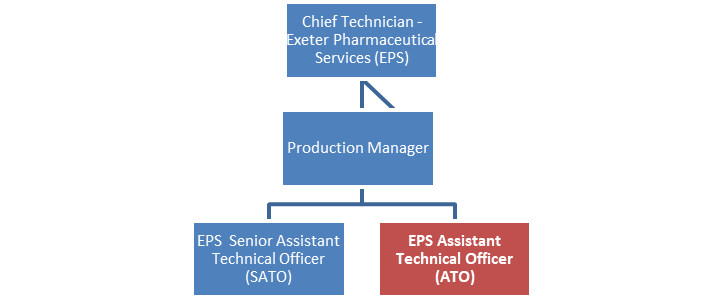 Chief Technician -
Exeter Pharmaceutical
Services (EPS)
Production Manager
EPS Senior Assistant
Technical Officer
(SATO)
EPS Assistant
Technical Officer
(ATO)